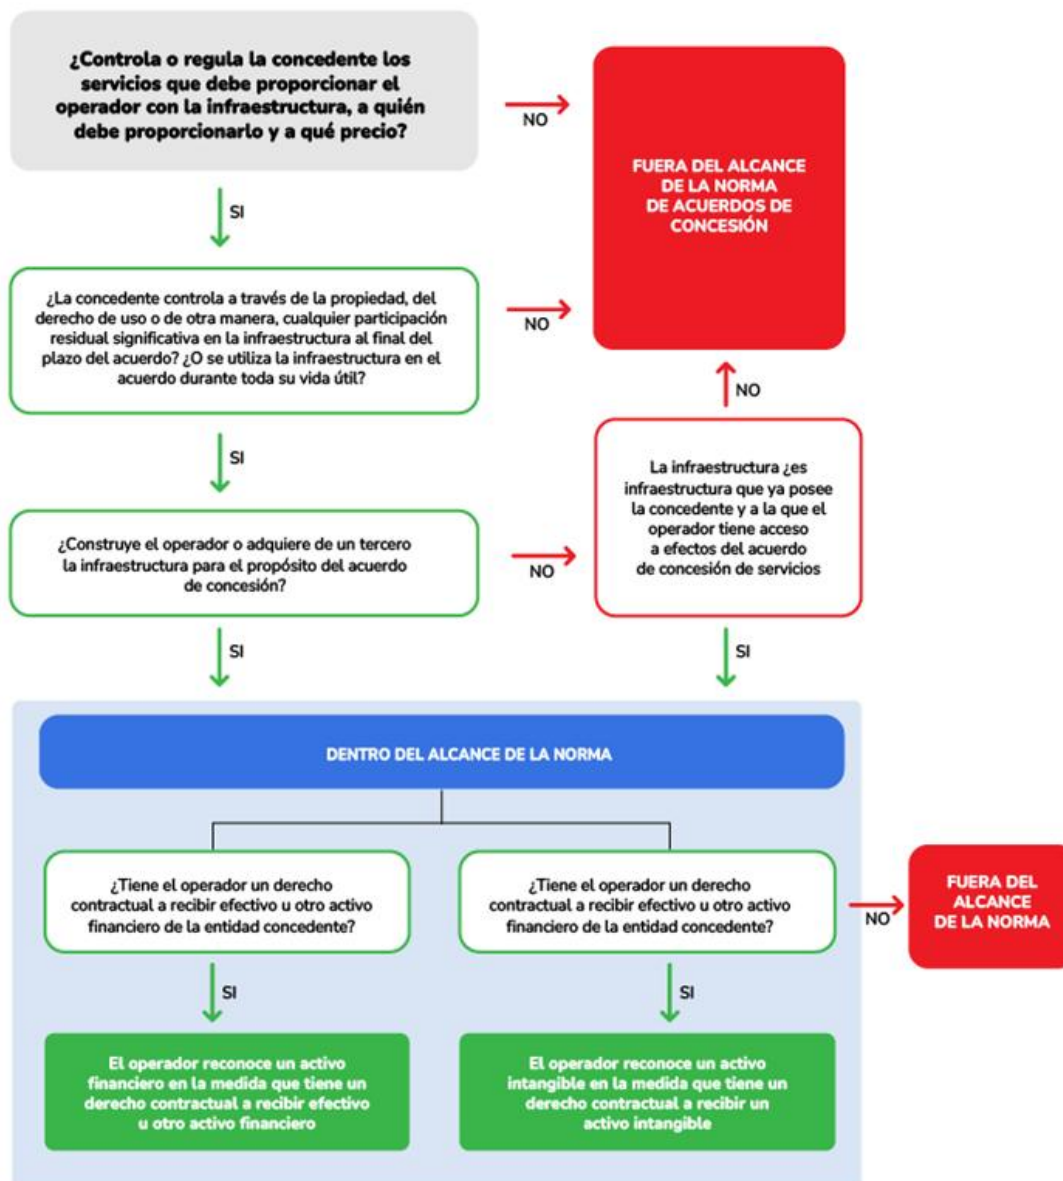 ¿Controla o regula la concedente los
servicios que debe proporcionar el
operador con la infraestructura, a quién
debe proporcionarlo y a qué precio?
NO
FUERA DEL ALCANCE
DE LA NORMA
DE ACUERDOS DE
CONCESIÓN
SI
¿La concedente controla a través de la propiedad, del
derecho de uso o de otra manera, cualquier participación
residual significativa en la infraestructura al final del
plazo del acuerdo? ¿O se utiliza la infraestructura en el
acuerdo durante toda su vida útil?
NO
NO
SI
La infraestructura ¿es
infraestructura que ya posee
la concedente y a la que el
operador tiene acceso
a efectos del acuerdo
de concesión de servicios
¿Construye el operador o adquiere de un tercero
la infraestructura para el propósito del acuerdo
de concesión?
NO
SI
SI
DENTRO DEL ALCANCE DE LA NORMA
¿Tiene el operador un derecho
contractual a recibir efectivo u otro activo
financiero de la entidad concedente?
¿Tiene el operador un derecho
contractual a recibir efectivo u otro activo
financiero de la entidad concedente?
NO
FUERA DEL
ALCANCE
DE LA NORMA
SI
SI
El operador reconoce un activo
financiero en la medida que tiene un
derecho contractual a recibir efectivo
u otro activo financiero
El operador reconoce un activo
intangible en la medida que tiene un
derecho contractual a recibir un
activo intangible